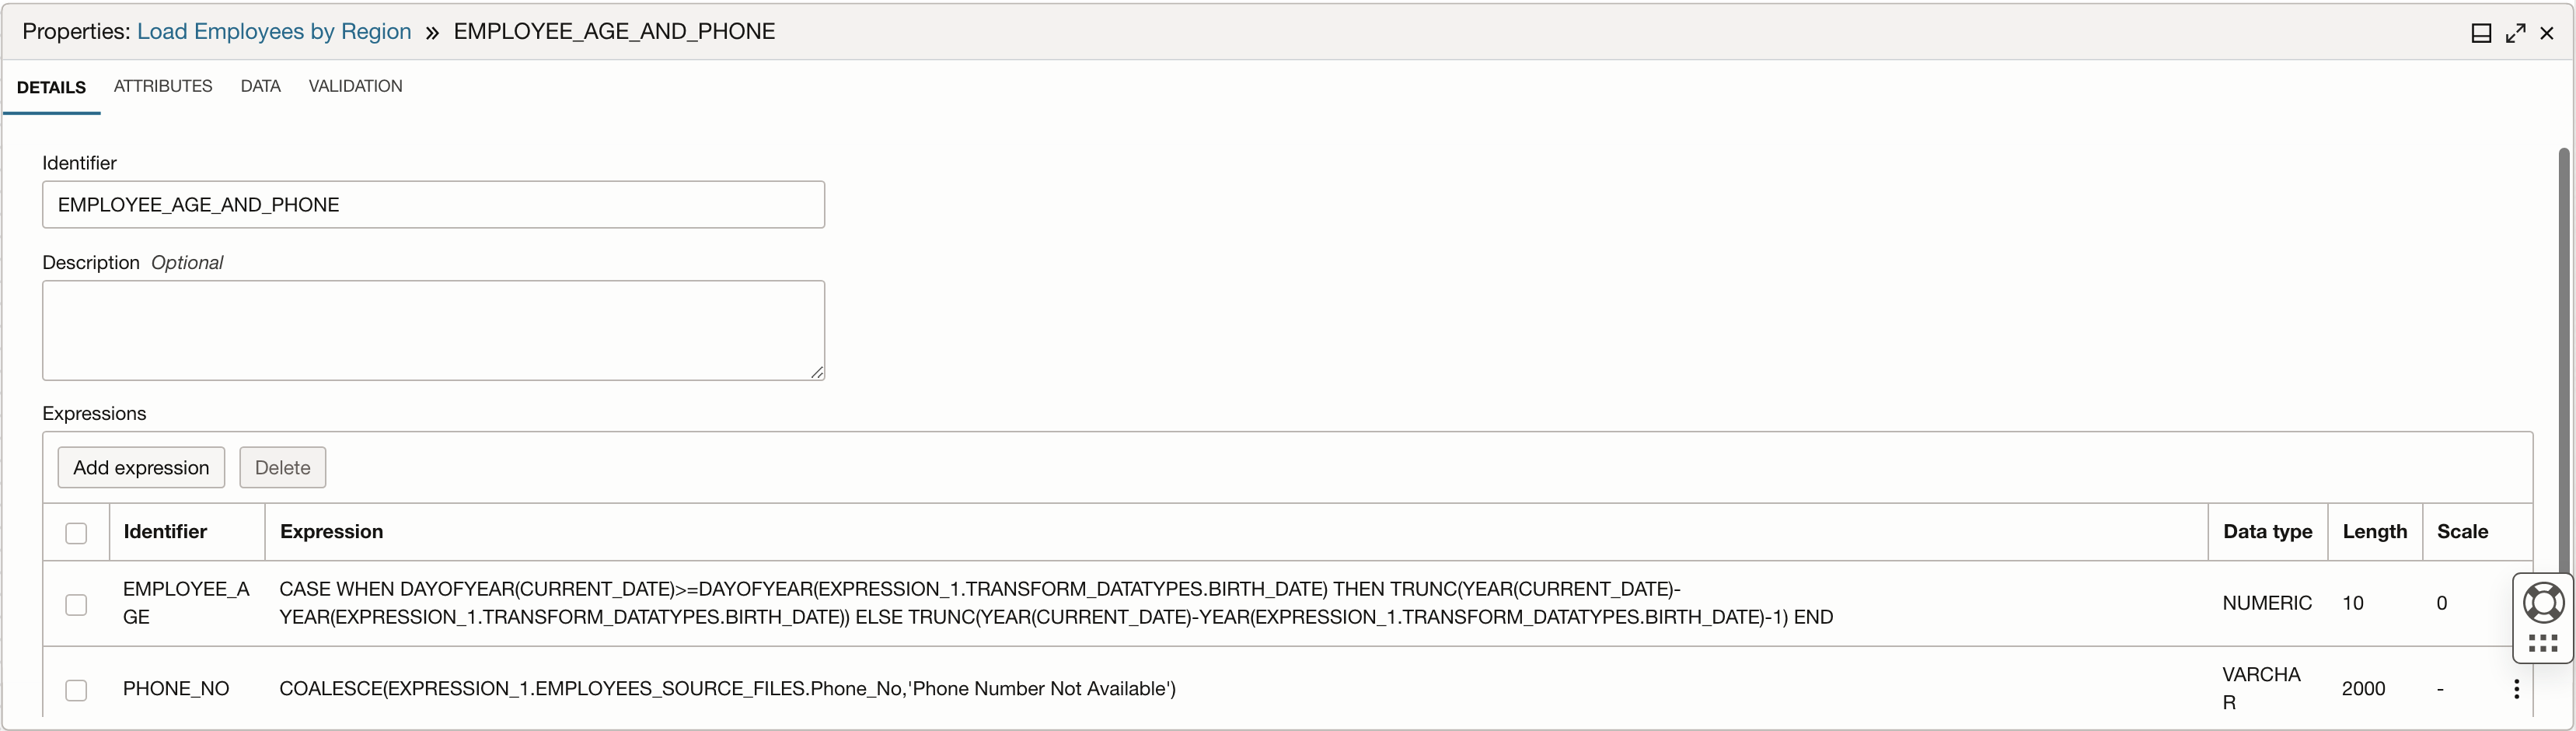 Properties: Load Employees by Region » EMPLOYEE_AGE_AND_PHONE
DETAILS ATTRIBUTES DATA VALIDATION
Identifier
EMPLOYEE_AGE_AND_PHONE
Description Optional
Expressions
Add expression Delete
Identifier Expression Data type Length Scale
EMPLOYEE_A
GE
CASE WHEN DAYOFYEAR(CURRENT_DATE)>=DAYOFYEAR(EXPRESSION_1.TRANSFORM_DATATYPES.BIRTH_DATE) THEN TRUNC(YEAR(CURRENT_DATE)-
YEAR(EXPRESSION_1.TRANSFORM_DATATYPES.BIRTH_DATE)) ELSE TRUNC(YEAR(CURRENT_DATE)-YEAR(EXPRESSION_1.TRANSFORM_DATATYPES.BIRTH_DATE)-1) END
NUMERIC 10 0
PHONE_NO COALESCE(EXPRESSION_1.EMPLOYEES_SOURCE_FILES.Phone_No,'Phone Number Not Available')
VARCHA
R
2000 -